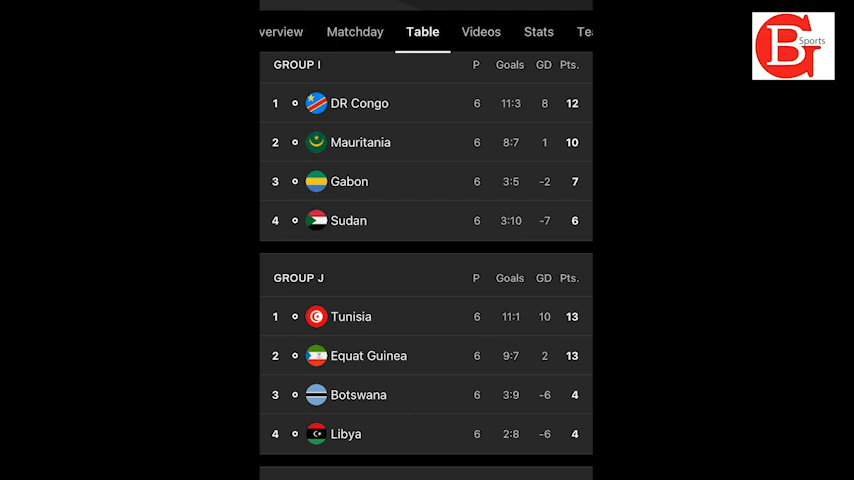 verview Matchday Table Videos Stats Te
B Sports
G
GROUP I P Goals GD Pts.
1 DR Congo 6 11:3 8 12
2 Mauritania 6 8:7 1 10
3 Gabon 6 3:5 -2 7
4 Sudan 6 3:10 -7 6
GROUP J P Goals GD Pts.
1 Tunisia 6 11:1 10 13
2 Equat Guinea 6 9:7 2 13
3 Botswana 6 3:9 -6 4
4 Libya 6 2:8 -6 4